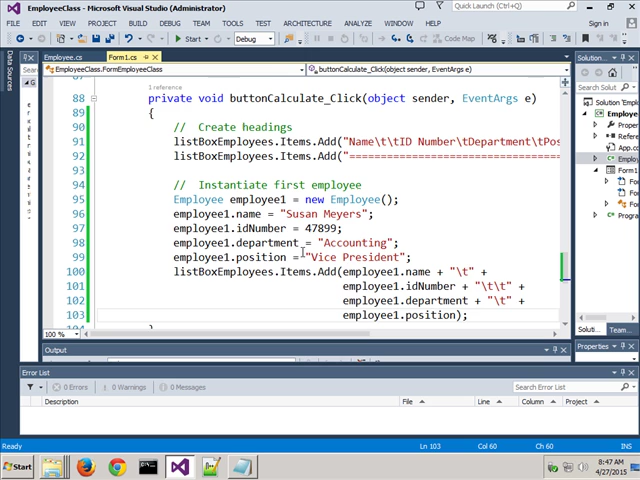 EmployeeClass - Microsoft Visual Studio (Administrator)
Quick Launch (Ctrl+Q)
FILE EDIT VIEW PROJECT BUILD DEBUG TEAM TOOLS TEST ARCHITECTURE ANALYZE WINDOW HELP Sign in
Start Debug Code Map
Data Sources
Employee.cs Form1.cs
EmployeeClass.FormEmployeeClass buttonCalculate_Click(object sender, EventArgs e)
1 reference
88 private void buttonCalculate_Click(object sender, EventArgs e)
89 {
90 // Create headings
91 listBoxEmployees.Items.Add("Name\t\tID Number\tDepartment\tPos
92 listBoxEmployees.Items.Add("===================================
93
94 // Instantiate first employee
95 Employee employee1 = new Employee();
96 employee1.name = "Susan Meyers";
97 employee1.idNumber = 47899;
98 employee1.department = "Accounting";
99 employee1.position = "Vice President";
100 listBoxEmployees.Items.Add(employee1.name + "\t" +
101 employee1.idNumber + "\t\t" +
102 employee1.department + "\t" +
103 employee1.position);
104 }
100 %
Solution...
Search Solut
Solution 'Em
Employe
Proper
Refere
App.co
Employ
Form1
Form
Form
Form
Progra
Solutio... Team...
Properties
Output
Error List
0 Errors 0 Warnings 0 Messages
Search Error List
Description File Line Column Project
Ready Ln 103 Col 60 Ch 60 INS
Start
8:47 AM
4/27/2015